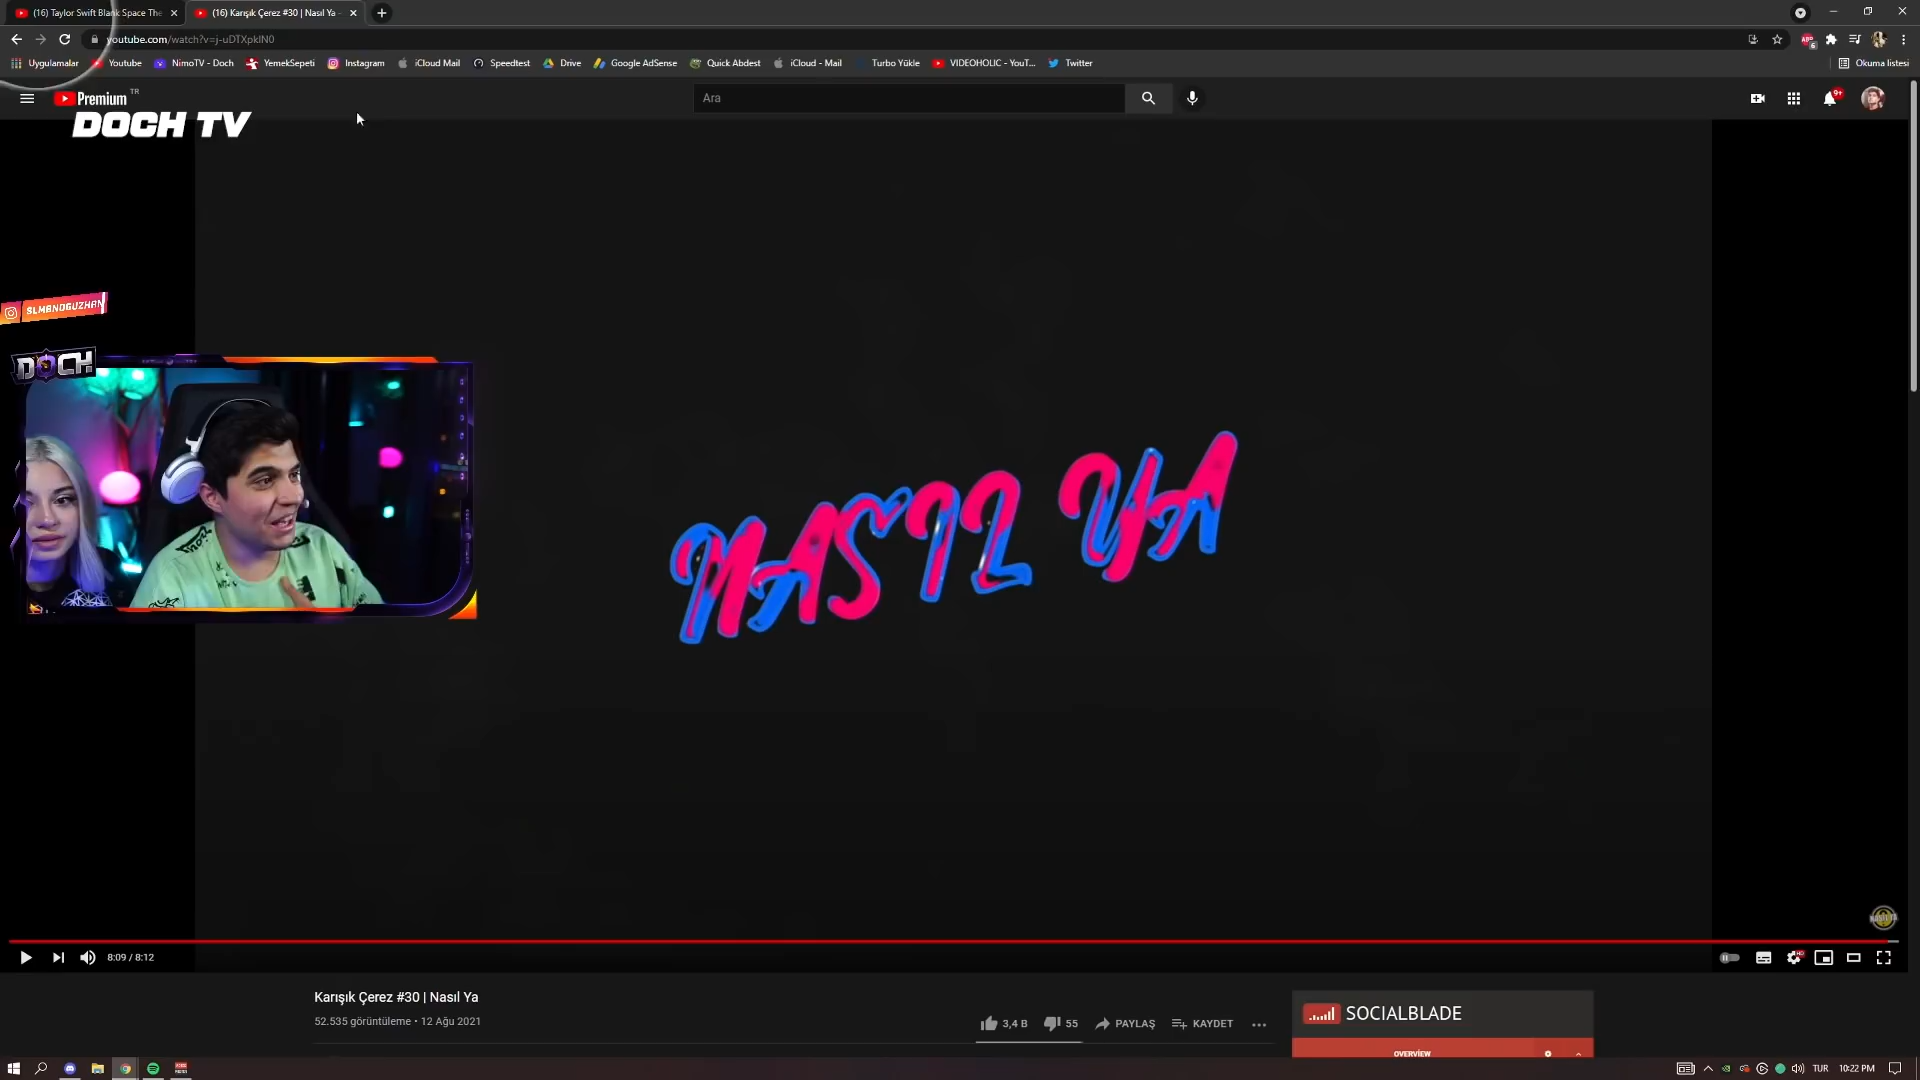 (16) Taylor Swift Blank Space The
(16) Karışık Çerez #30 | Nasıl Ya -
youtube.com/watch?v=j-uDTXpkIN0
Uygulamalar
Youtube
NimoTV - Doch
YemekSepeti
Instagram
iCloud Mail
Speedtest
Drive
Google AdSense
Quick Abdest
iCloud - Mail
Turbo Yükle
VIDEOHOLIC - YouT...
Twitter
Okuma listesi
Premium TR
Ara
9+
DOCH TV
SLMBNOGUZHAN
DOCH
NASIL YA
8:09 / 8:12
Karışık Çerez #30 | Nasıl Ya
52.535 görüntüleme • 12 Ağu 2021
3,4 B
55
PAYLAŞ
KAYDET
SOCIALBLADE
OVERVIEW
TUR
10:22 PM